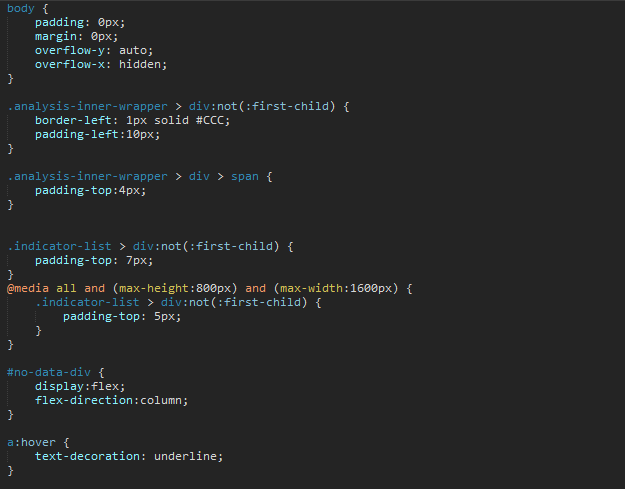 body {
    padding: 0px;
    margin: 0px;
    overflow-y: auto;
    overflow-x: hidden;
}

.analysis-inner-wrapper > div:not(:first-child) {
    border-left: 1px solid #CCC;
    padding-left:10px;
}

.analysis-inner-wrapper > div > span {
    padding-top:4px;
}


.indicator-list > div:not(:first-child) {
    padding-top: 7px;
}
@media all and (max-height:800px) and (max-width:1600px) {
    .indicator-list > div:not(:first-child) {
        padding-top: 5px;
    }
}

#no-data-div {
    display:flex;
    flex-direction:column;
}

a:hover {
    text-decoration: underline;
}